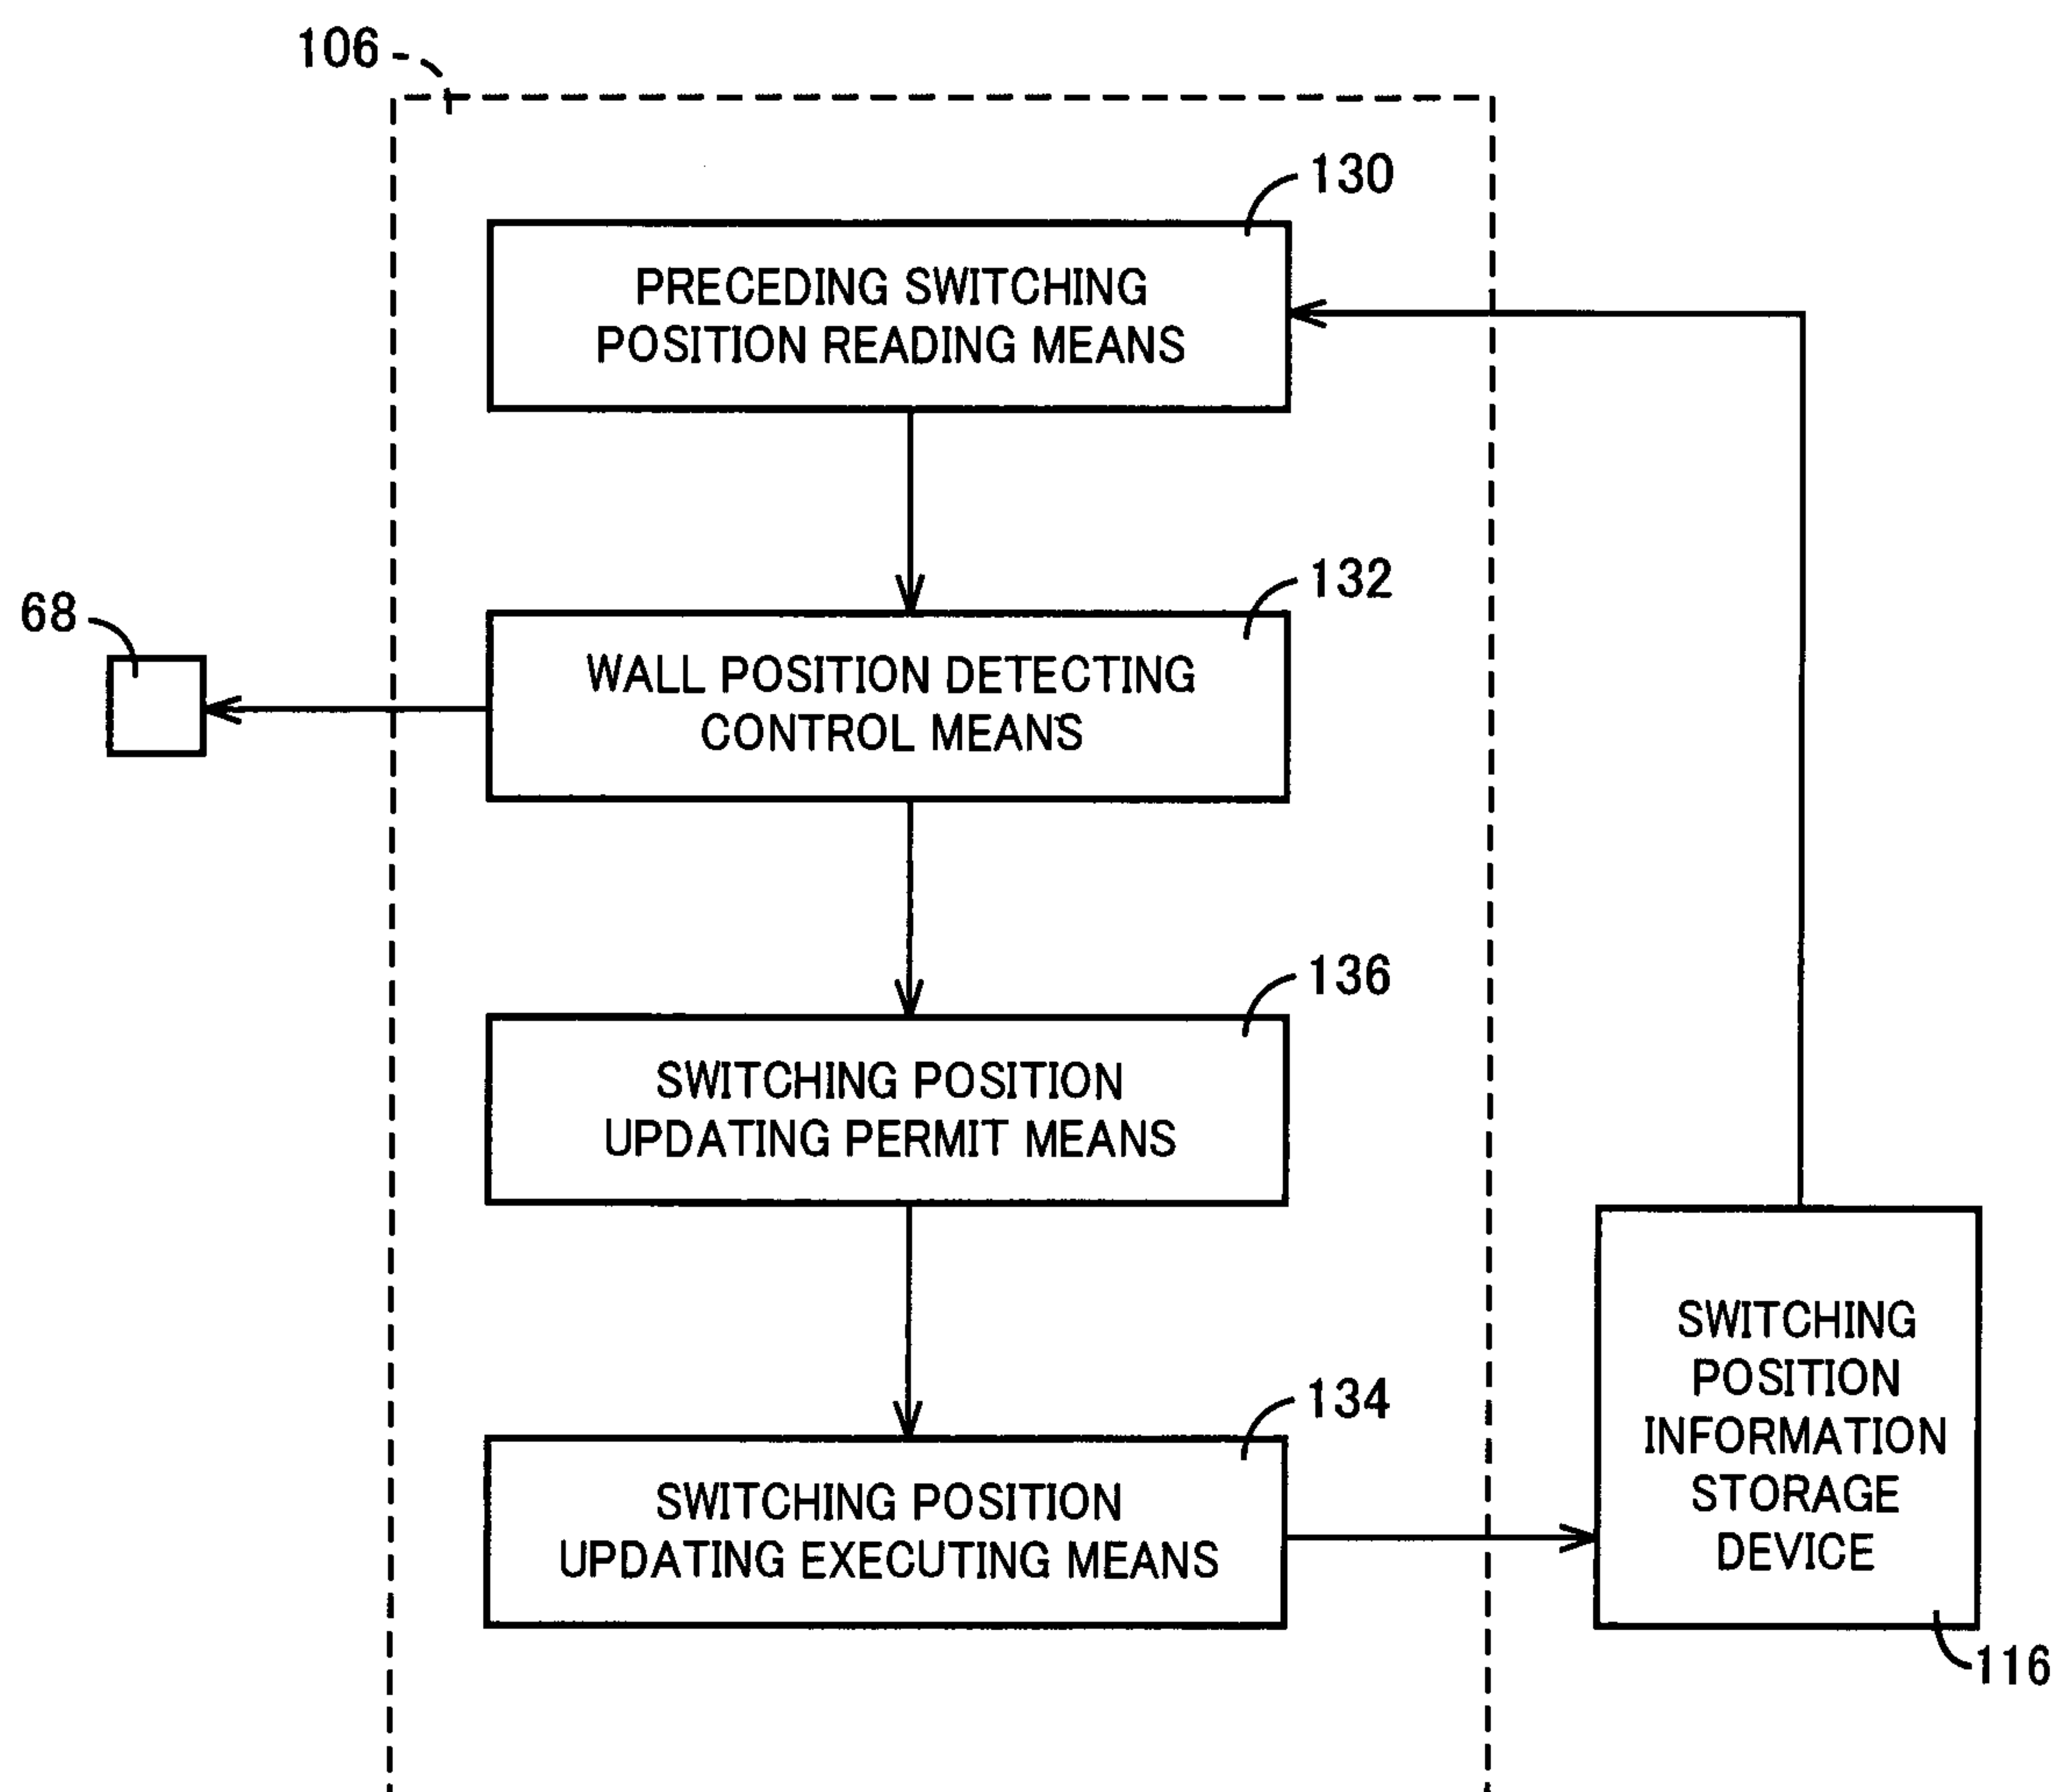 106
130
PRECEDING SWITCHING
POSITION READING MEANS
132
68
WALL POSITION DETECTING
CONTROL MEANS
136
SWITCHING POSITION
UPDATING PERMIT MEANS
134
SWITCHING POSITION
UPDATING EXECUTING MEANS
SWITCHING
POSITION
INFORMATION
STORAGE
DEVICE
116